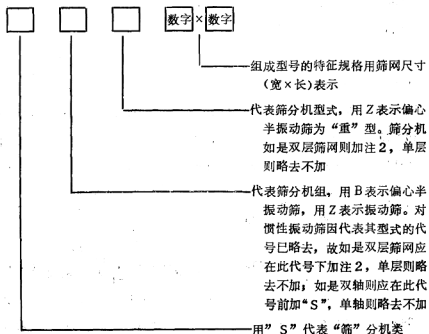 数字×数字
组成型号的特征规格用筛网尺寸
(宽×长)表示
代表筛分机型式，用Z表示偏心
半振动筛为“重”型。筛分机
如是双层筛网则加注2，单层
则略去不加
代表筛分机组，用B表示偏心半
振动筛，用Z表示振动筛。对
惯性振动筛因代表其型式的代
号已略去，故如是双层筛网应
在此代号下加注2，单层则略
去不加；如是双轴则应在此代
号前加“S”，单轴则略去不加
用”S”代表“筛”分机类